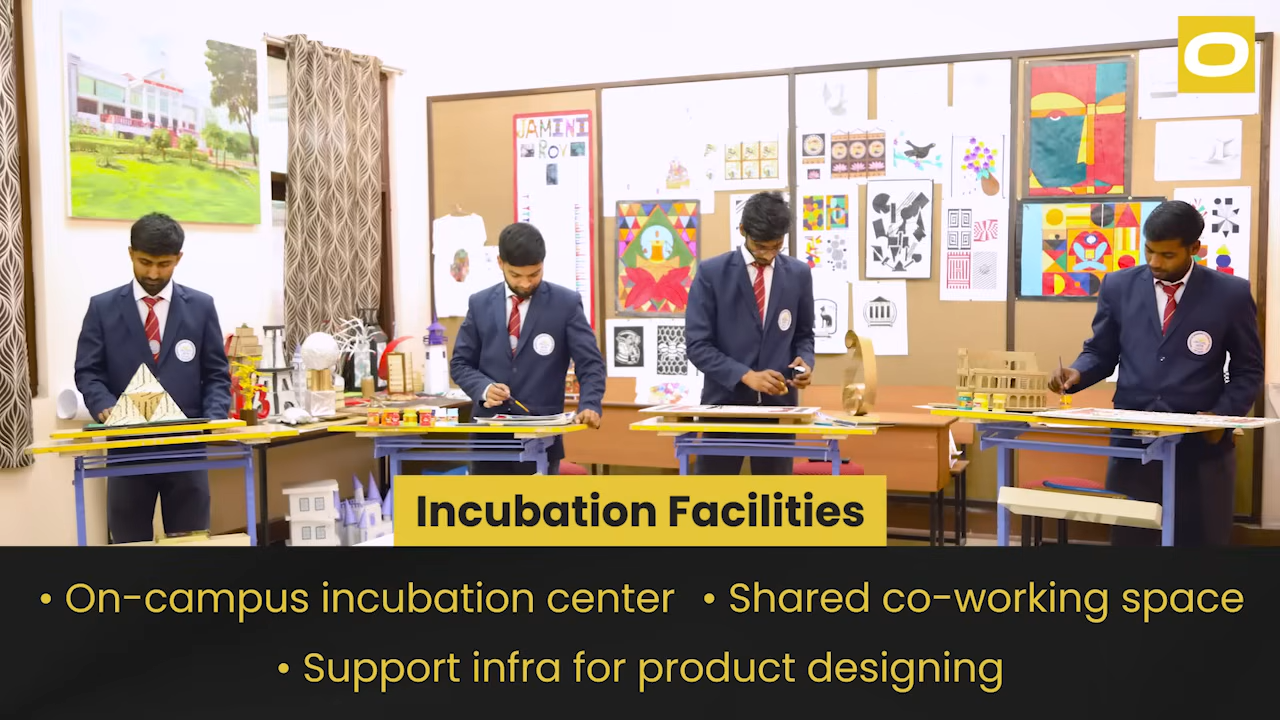 O
JAMINI
ROY
Incubation Facilities
• On-campus incubation center • Shared co-working space
• Support infra for product designing